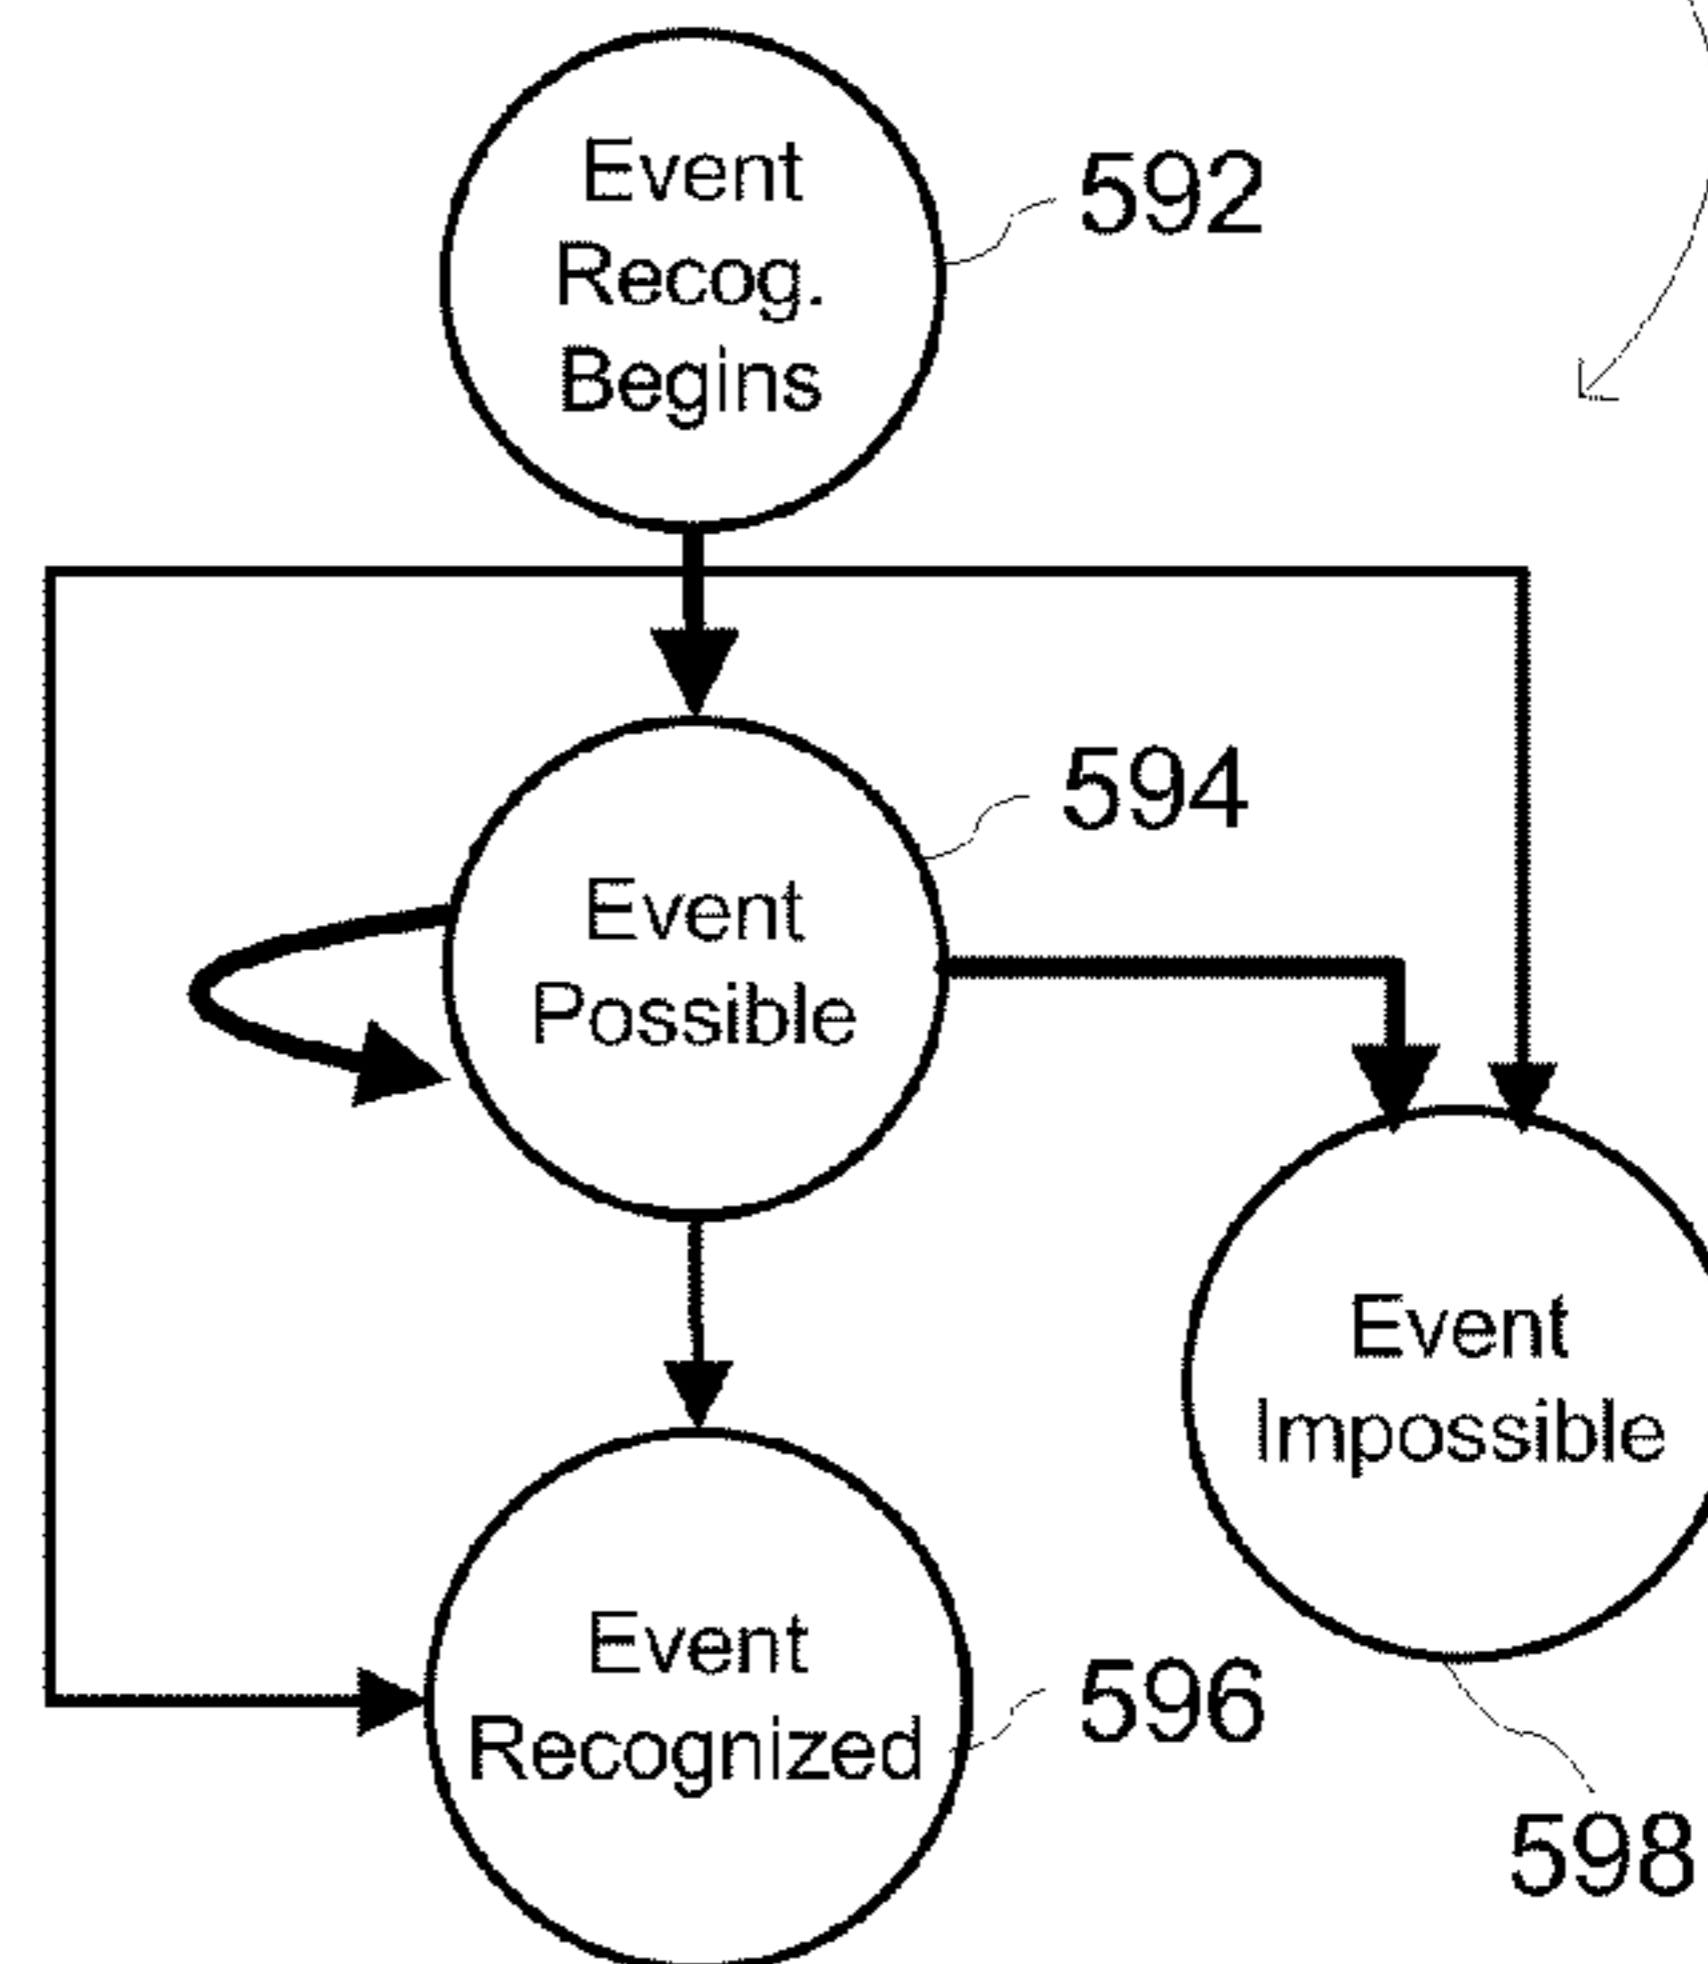 Event
Recog.
Begins
592
594
Event
Possible
Event
Impossible
Event
Recognized
596
598